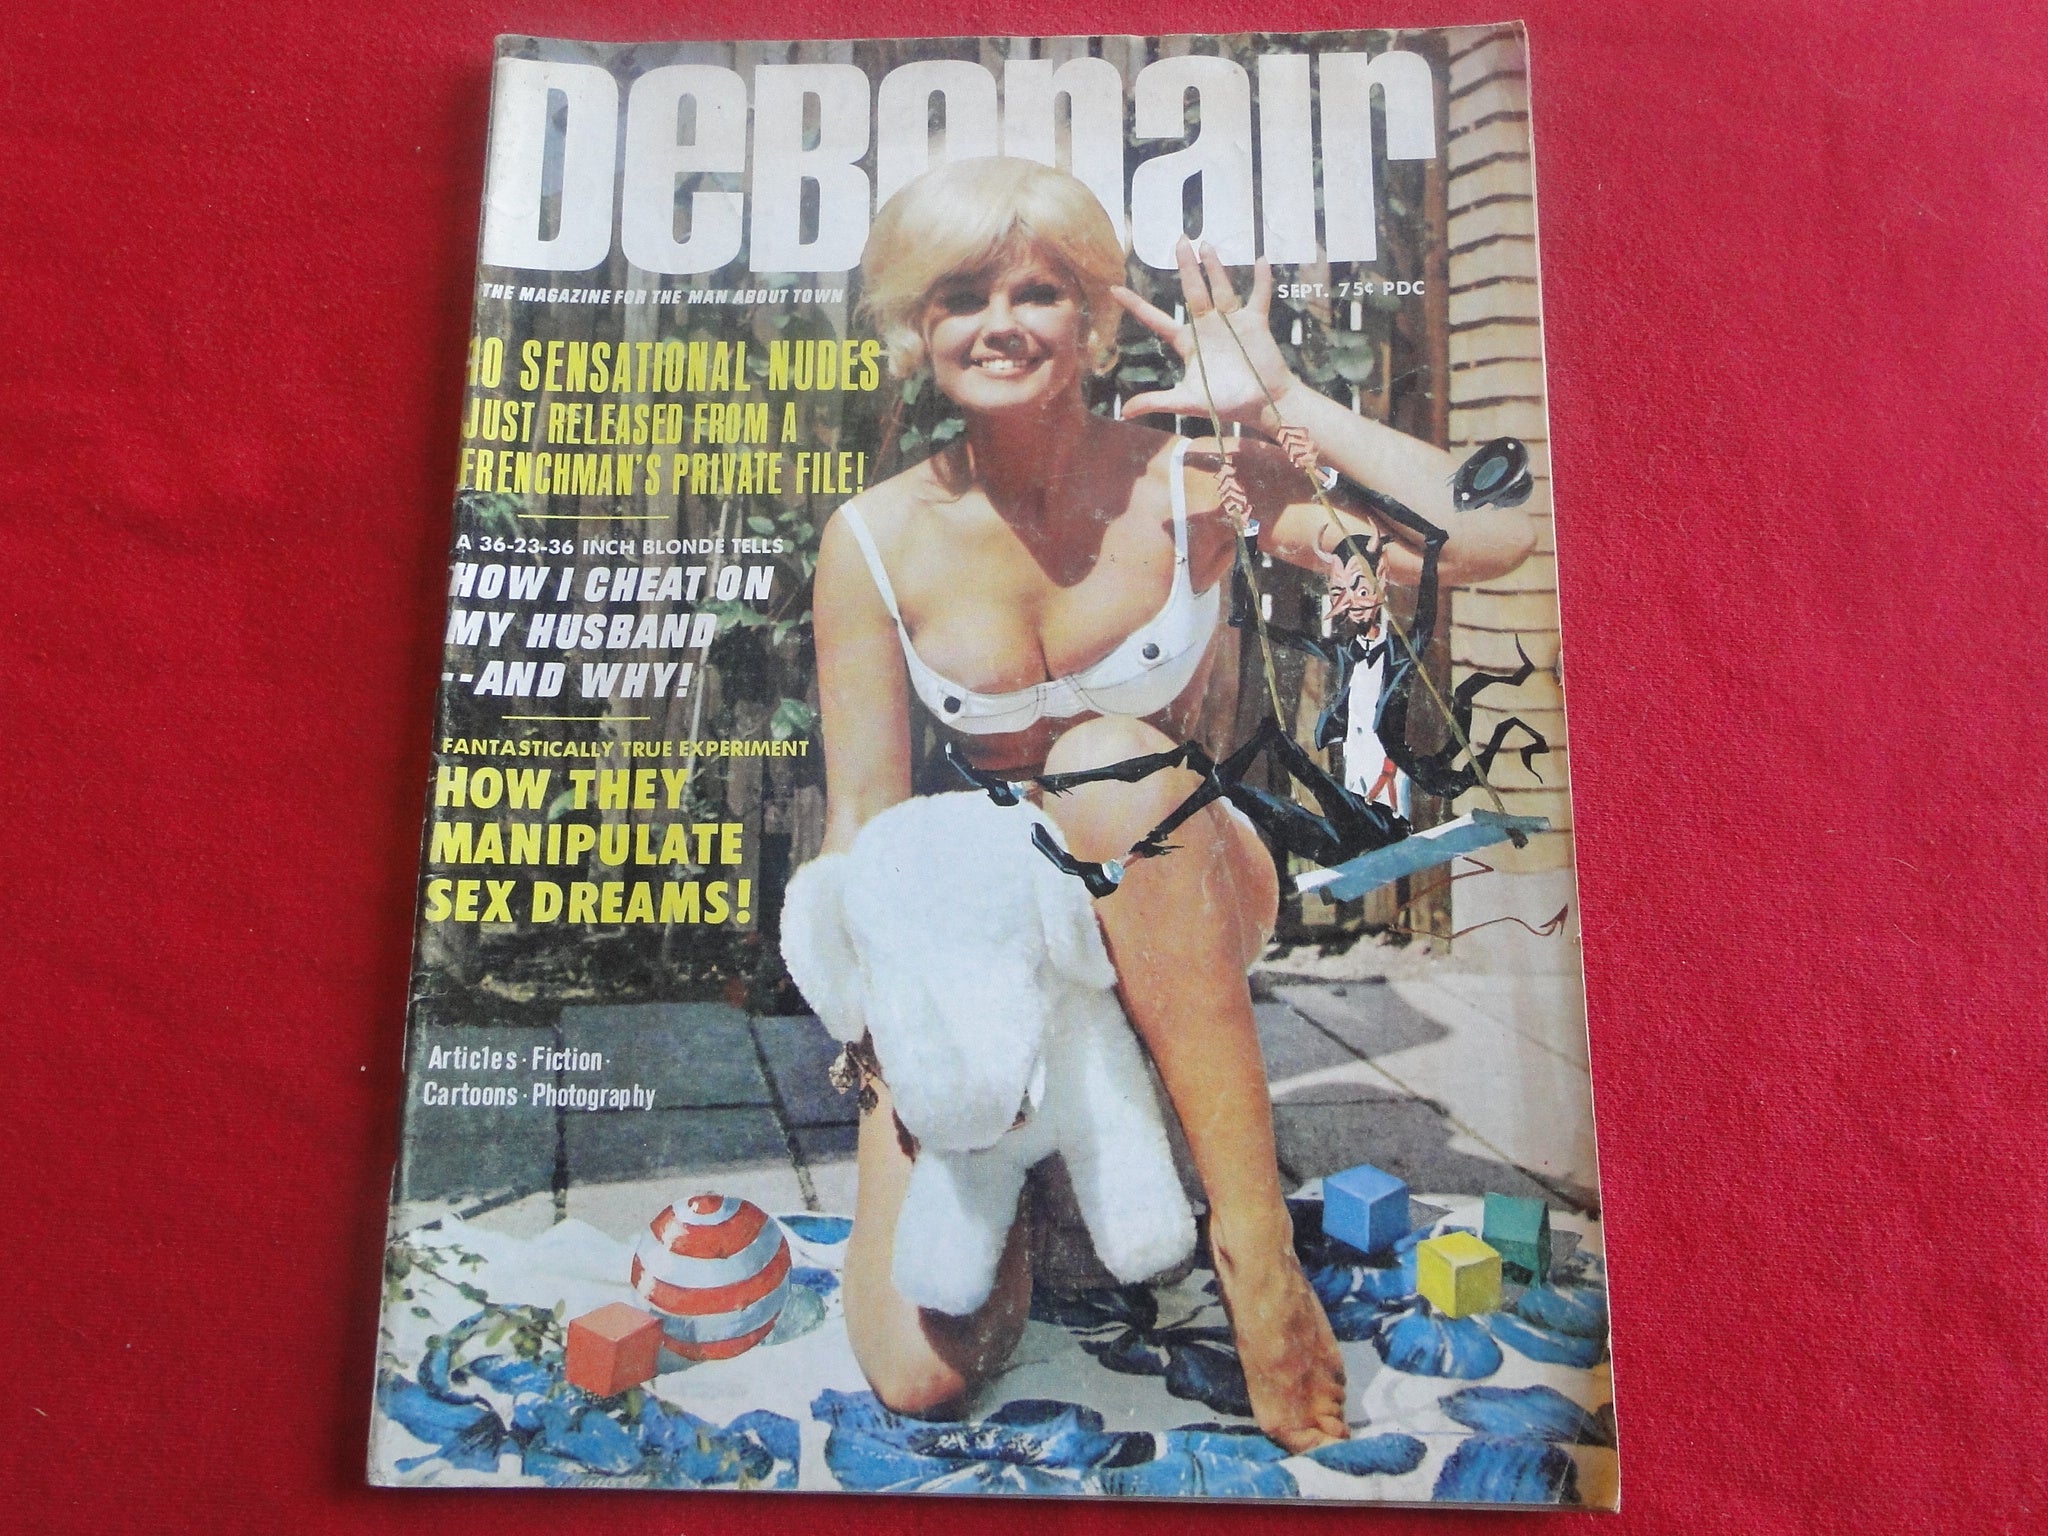 DeBonair
THE MAGAZINE FOR THE MAN ABOUT TOWN
SEPT. 75¢ PDC
10 SENSATIONAL NUDES
JUST RELEASED FROM A
FRENCHMAN'S PRIVATE FILE!
A 36-23-36 INCH BLONDE TELLS
HOW I CHEAT ON
MY HUSBAND
--AND WHY!
FANTASTICALLY TRUE EXPERIMENT
HOW THEY
MANIPULATE
SEX DREAMS!
Articles · Fiction ·
Cartoons · Photography